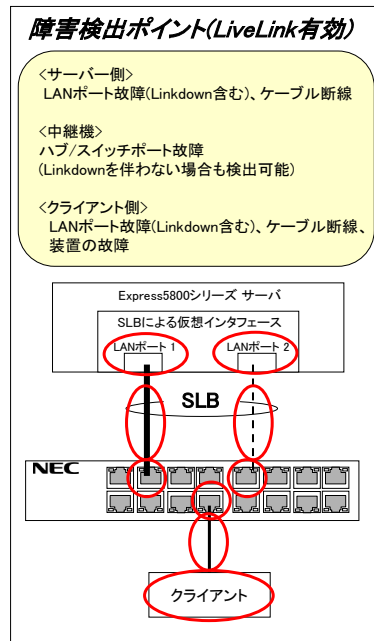 障害検出ポイント(LiveLink有効)
<サーバー側>
LANポート故障(Linkdown含む)、ケーブル断線
<中継機>
ハブ/スイッチポート故障
(Linkdownを伴わない場合も検出可能)
<クライアント側>
LANポート故障(Linkdown含む)、ケーブル断線、
装置の故障
Express5800シリーズ サーバ
SLBによる仮想インタフェース
LANポート 1 LANポート 2
SLB
NEC
クライアント